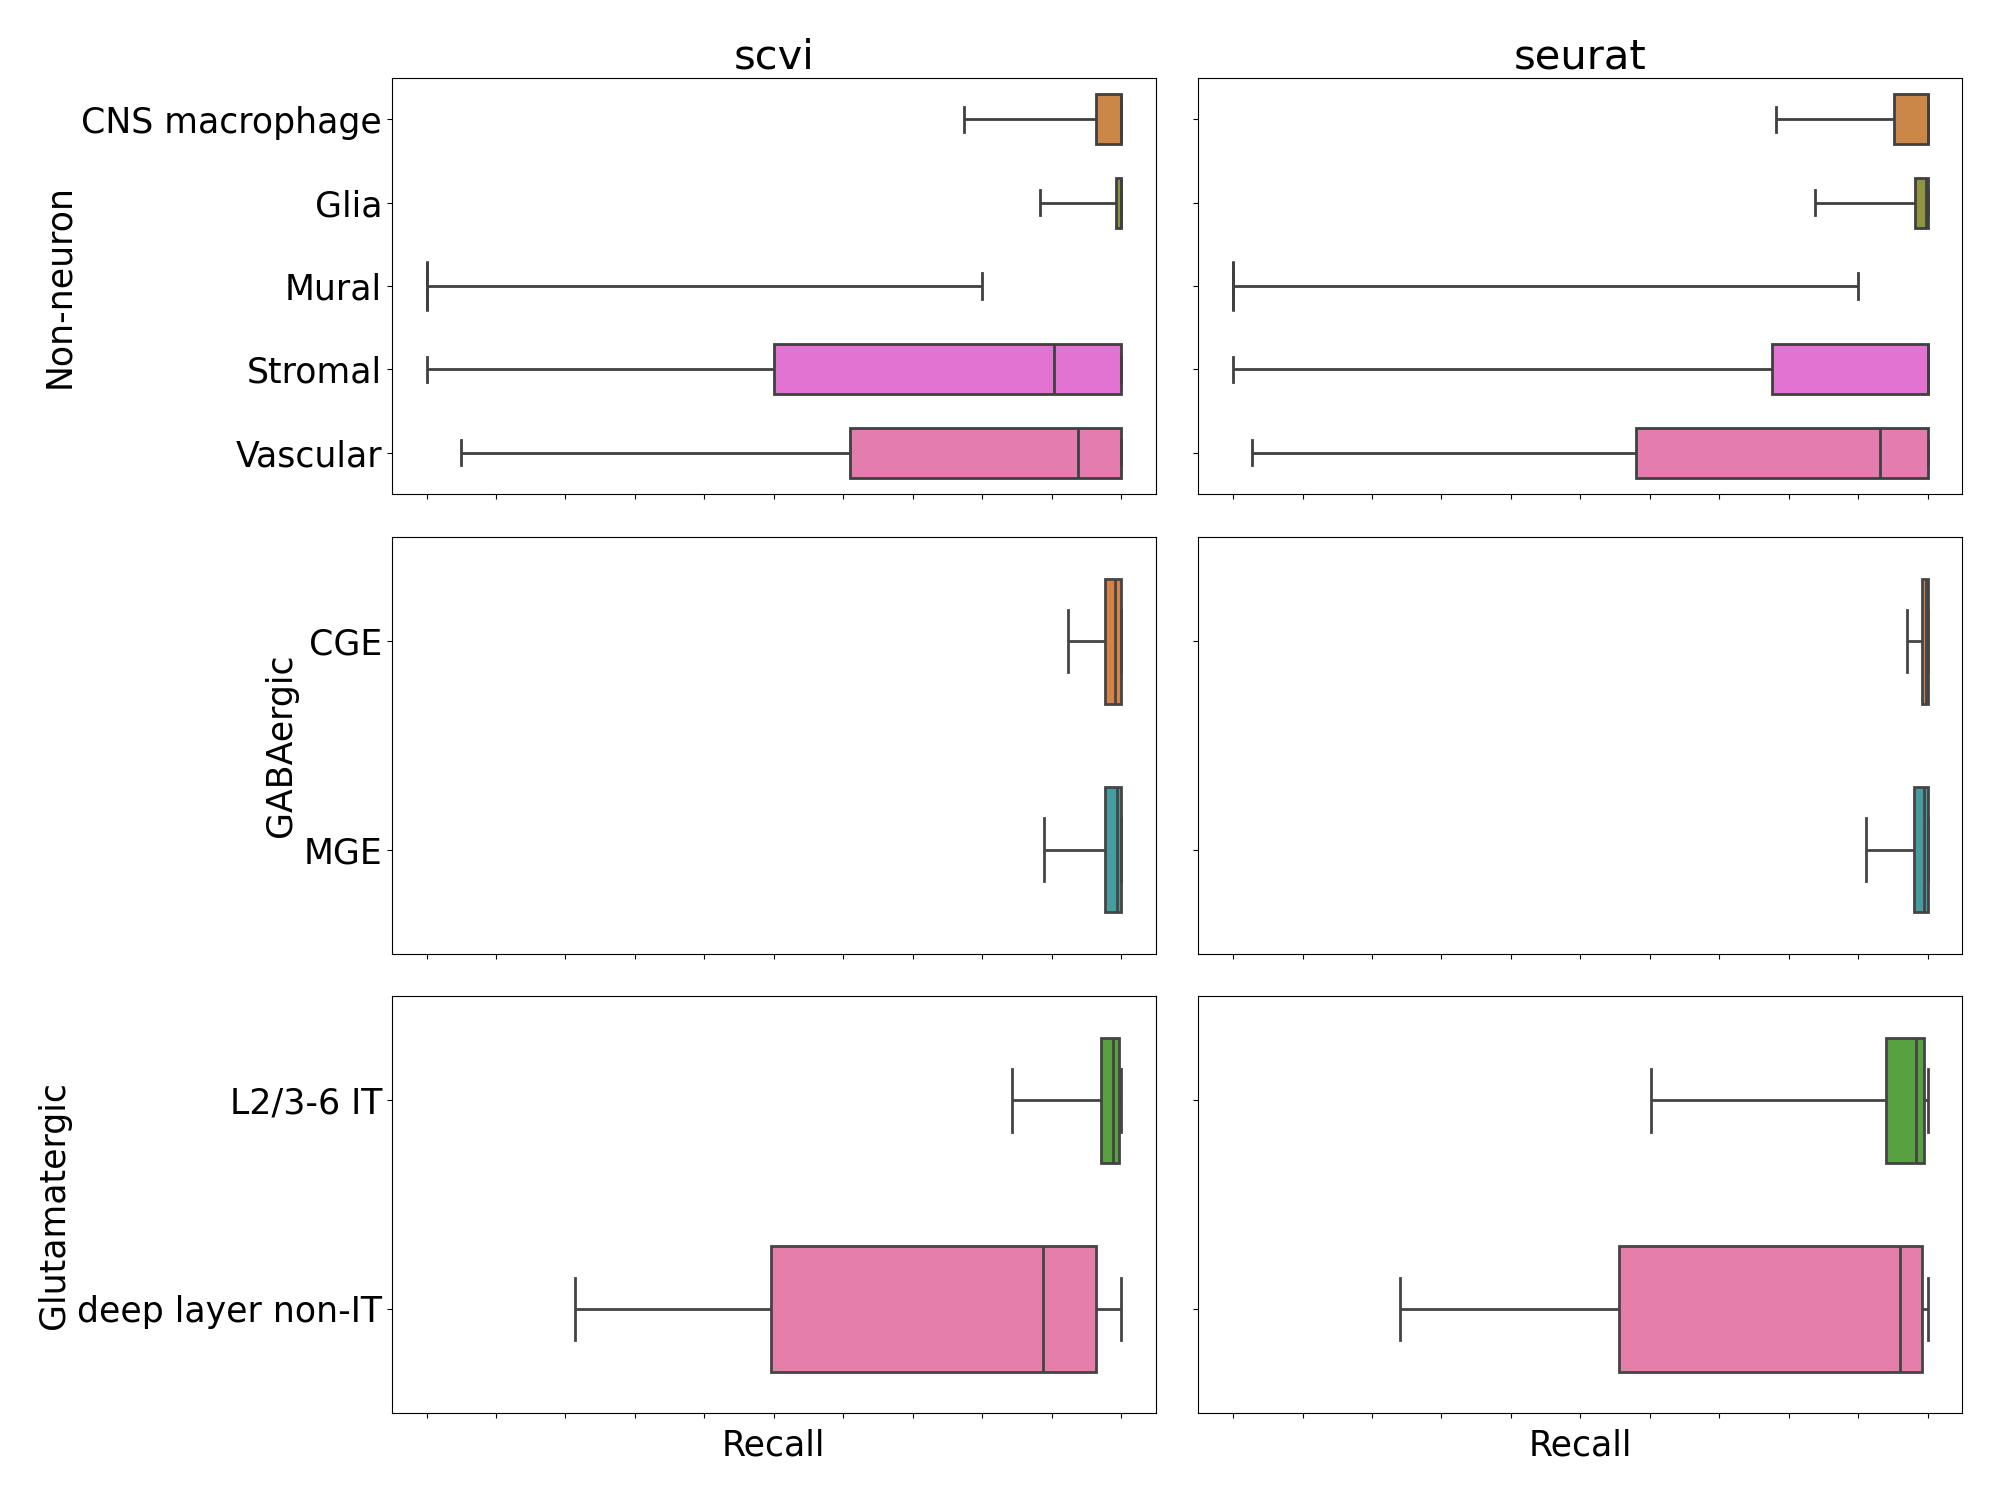 scvi
seurat
Non-neuron
CNS macrophage
Glia
Mural
Stromal
Vascular
GABAergic
CGE
MGE
Glutamatergic
L2/3-6 IT
deep layer non-IT
Recall
Recall